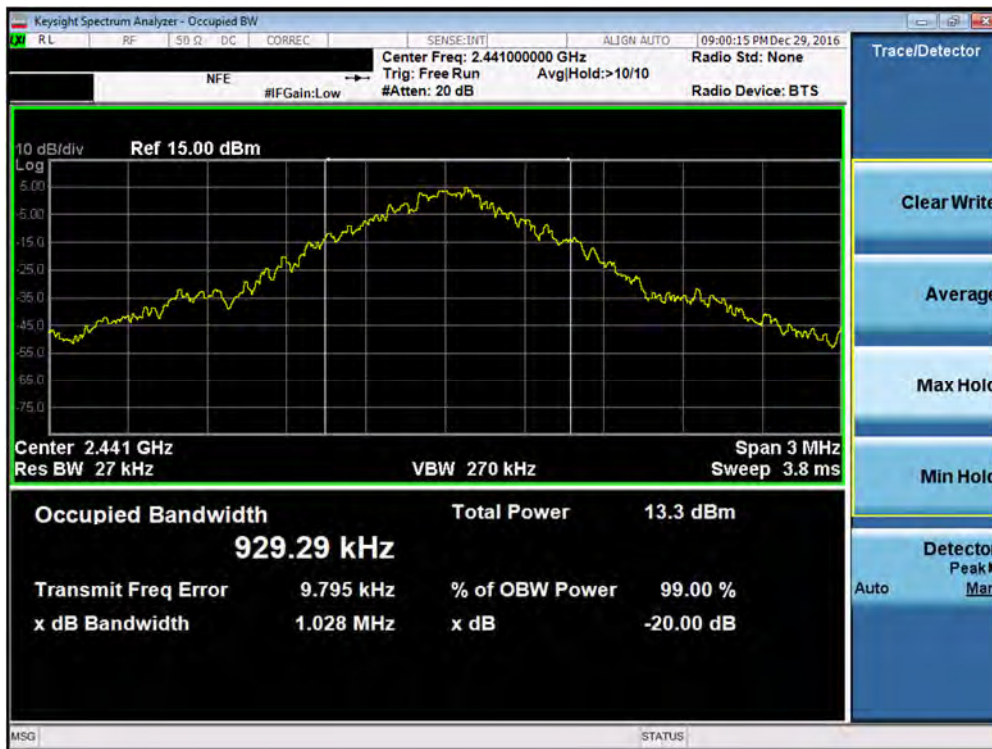 Keysight Spectrum Analyzer - Occupied BW
LXI RL RF 50 Ω DC CORREC SENSE:INT ALIGN AUTO 09:00:15 PM Dec 29, 2016
Center Freq: 2.441000000 GHz Radio Std: None
NFE Trig: Free Run Avg|Hold:>10/10
#IFGain:Low #Atten: 20 dB Radio Device: BTS
10 dB/div Ref 15.00 dBm
Log
5.00
-5.00
-15.0
-25.0
-35.0
-45.0
-55.0
-65.0
-75.0
Center 2.441 GHz Span 3 MHz
Res BW 27 kHz VBW 270 kHz Sweep 3.8 ms
Occupied Bandwidth Total Power 13.3 dBm
929.29 kHz
Transmit Freq Error 9.795 kHz % of OBW Power 99.00 %
x dB Bandwidth 1.028 MHz x dB -20.00 dB
MSG STATUS
Trace/Detector
Clear Write
Average
Max Hold
Min Hold
Detector
Peak
Auto Man